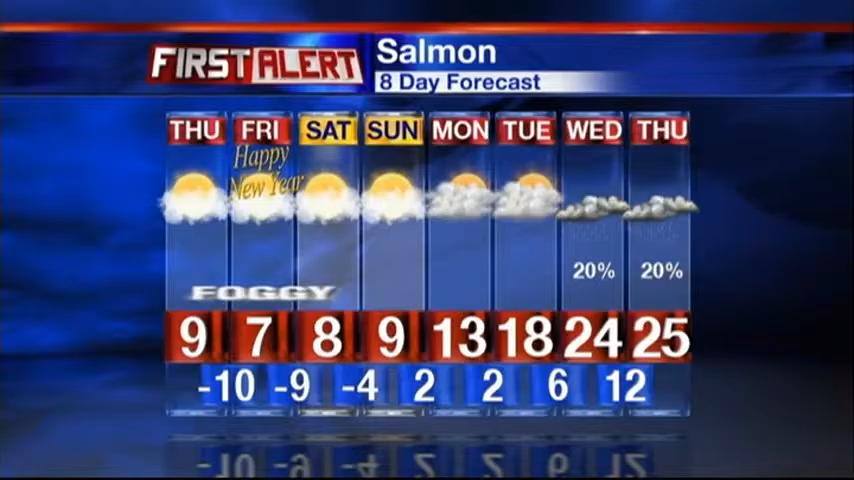 FIRST ALERT
Salmon
8 Day Forecast
THU FRI SAT SUN MON TUE WED THU
Happy
New Year
20% 20%
FOGGY
9 7 8 9 13 18 24 25
-10 -9 -4 2 2 6 12